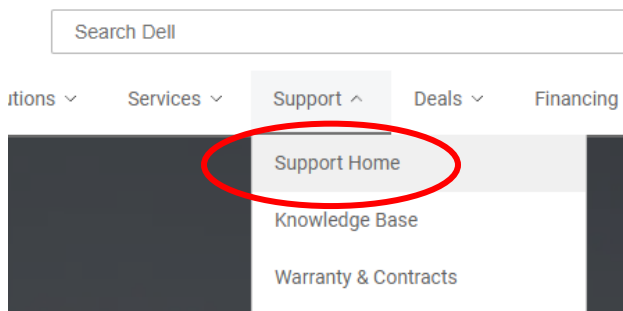 Search Dell
utions Services Support Deals Financing
Support Home
Knowledge Base
Warranty & Contracts